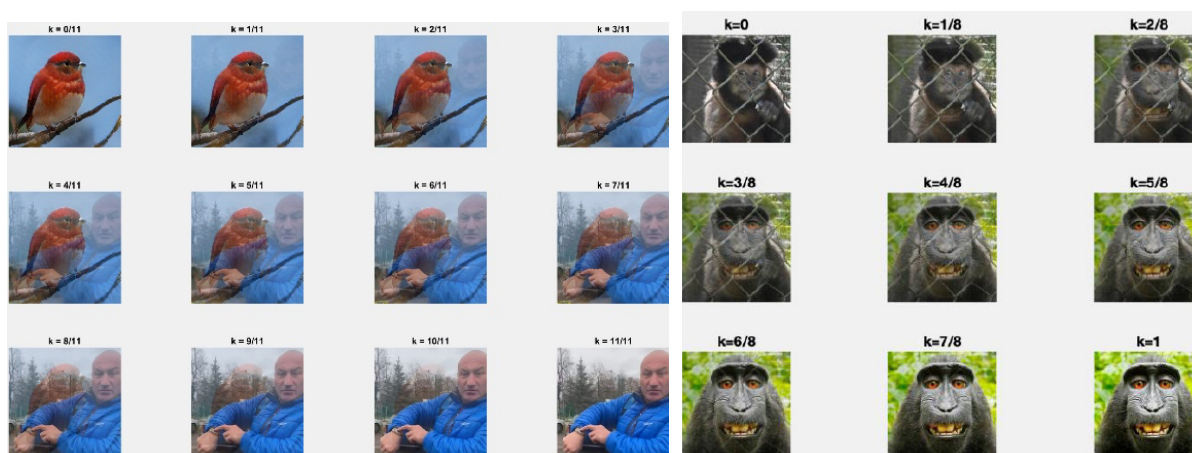 k = 0/11 k = 1/11 k = 2/11 k = 3/11
k = 4/11 k = 5/11 k = 6/11 k = 7/11
k = 8/11 k = 9/11 k = 10/11 k = 11/11
k=0 k=1/8 k=2/8
k=3/8 k=4/8 k=5/8
k=6/8 k=7/8 k=1